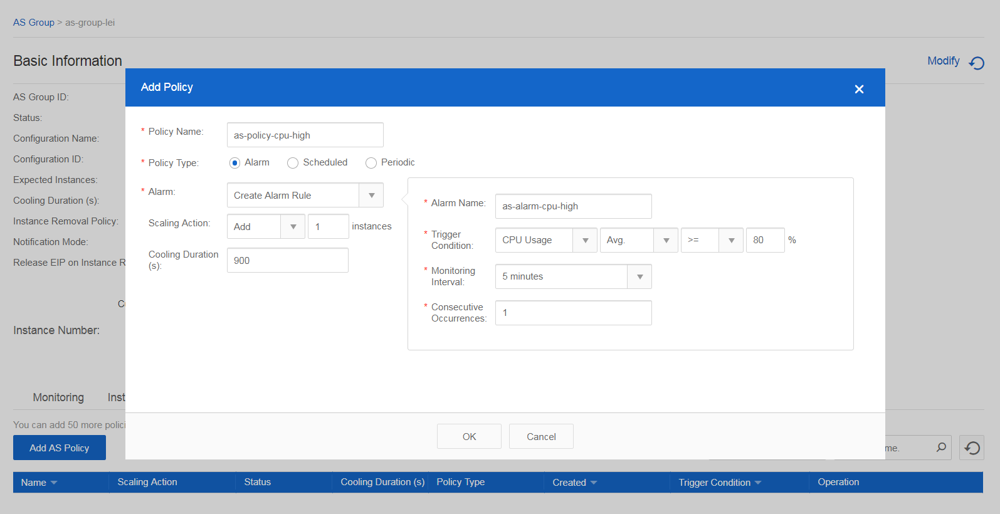 AS Group > as-group-lei
Basic Information
Modify
Add Policy
AS Group ID:
Status:
Configuration Name:
Configuration ID:
Expected Instances:
Cooling Duration (s):
Instance Removal Policy:
Notification Mode:
Release EIP on Instance R
Instance Number:
* Policy Name: as-policy-cpu-high
* Policy Type: Alarm Scheduled Periodic
* Alarm: Create Alarm Rule
Scaling Action: Add 1 instances
Cooling Duration
(s): 900
* Alarm Name: as-alarm-cpu-high
* Trigger
Condition: CPU Usage Avg. >= 80 %
* Monitoring
Interval: 5 minutes
* Consecutive
Occurrences: 1
OK Cancel
Monitoring Inst
You can add 50 more polici
Add AS Policy
me.
Name Scaling Action Status Cooling Duration (s) Policy Type Created Trigger Condition Operation